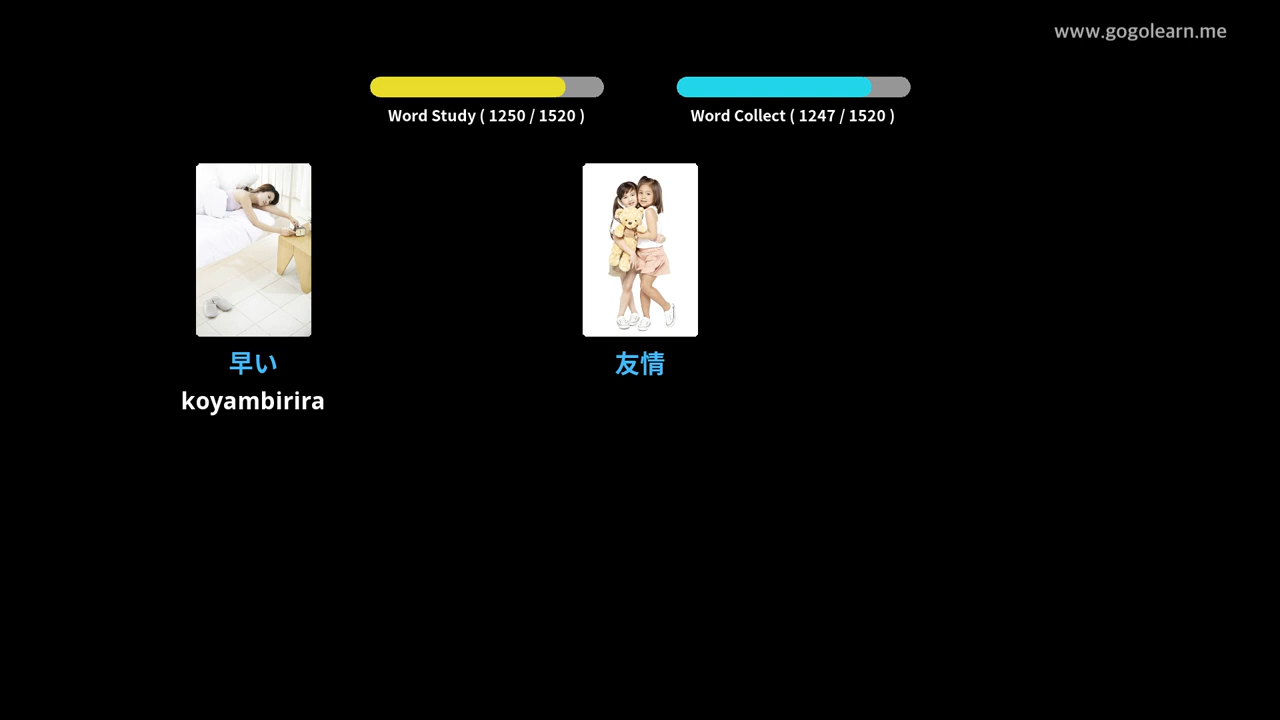 www.gogolearn.me
Word Study ( 1250 / 1520 )
Word Collect ( 1247 / 1520 )
早い
友情
koyambirira